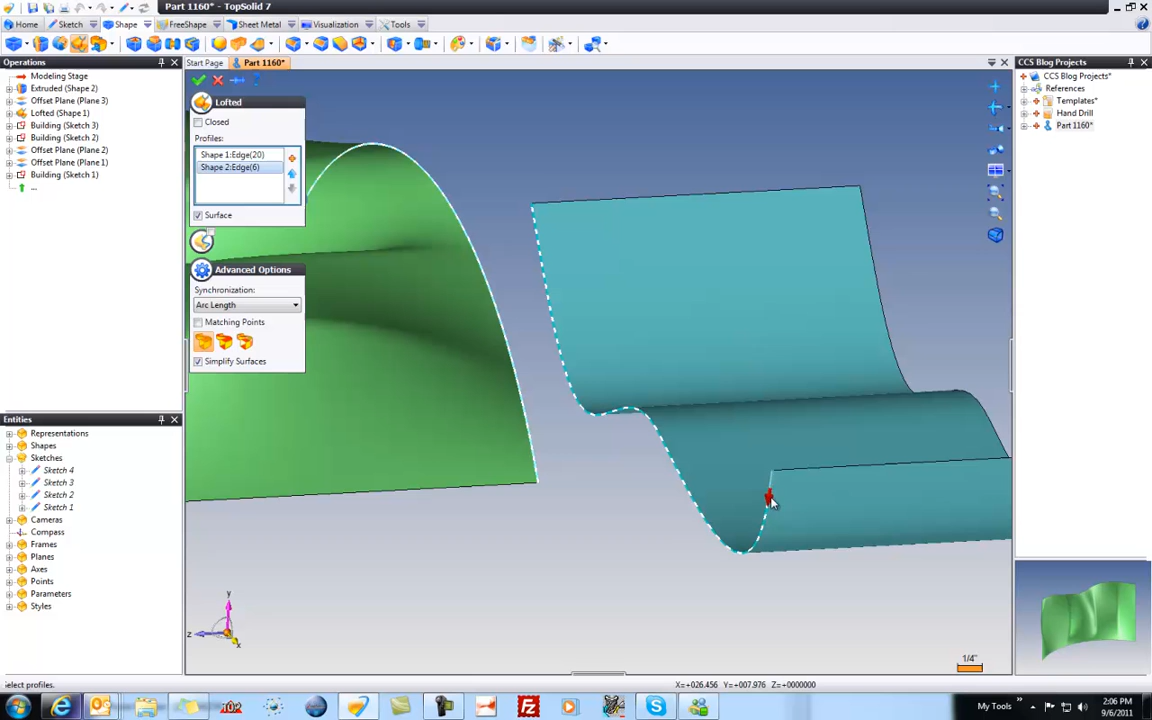 Part 1160* - TopSolid 7
Home
Sketch
Shape
FreeShape
Sheet Metal
Visualization
Tools
Operations
Start Page
Part 1160*
CCS Blog Projects
Modeling Stage
Extruded (Shape 2)
Offset Plane (Plane 3)
Lofted (Shape 1)
Building (Sketch 3)
Building (Sketch 2)
Offset Plane (Plane 2)
Offset Plane (Plane 1)
Building (Sketch 1)
...
Lofted
Closed
Profiles:
Shape 1:Edge(20)
Shape 2:Edge(6)
Surface
Advanced Options
Synchronization:
Arc Length
Matching Points
Simplify Surfaces
CCS Blog Projects*
References
Templates*
Hand Drill
Part 1160*
Entities
Representations
Shapes
Sketches
Sketch 4
Sketch 3
Sketch 2
Sketch 1
Cameras
Compass
Frames
Planes
Axes
Points
Parameters
Styles
y
z
x
1/4"
Select profiles.
X=+026.456 Y=+007.976 Z=+0000000
My Tools
2:06 PM
9/6/2011